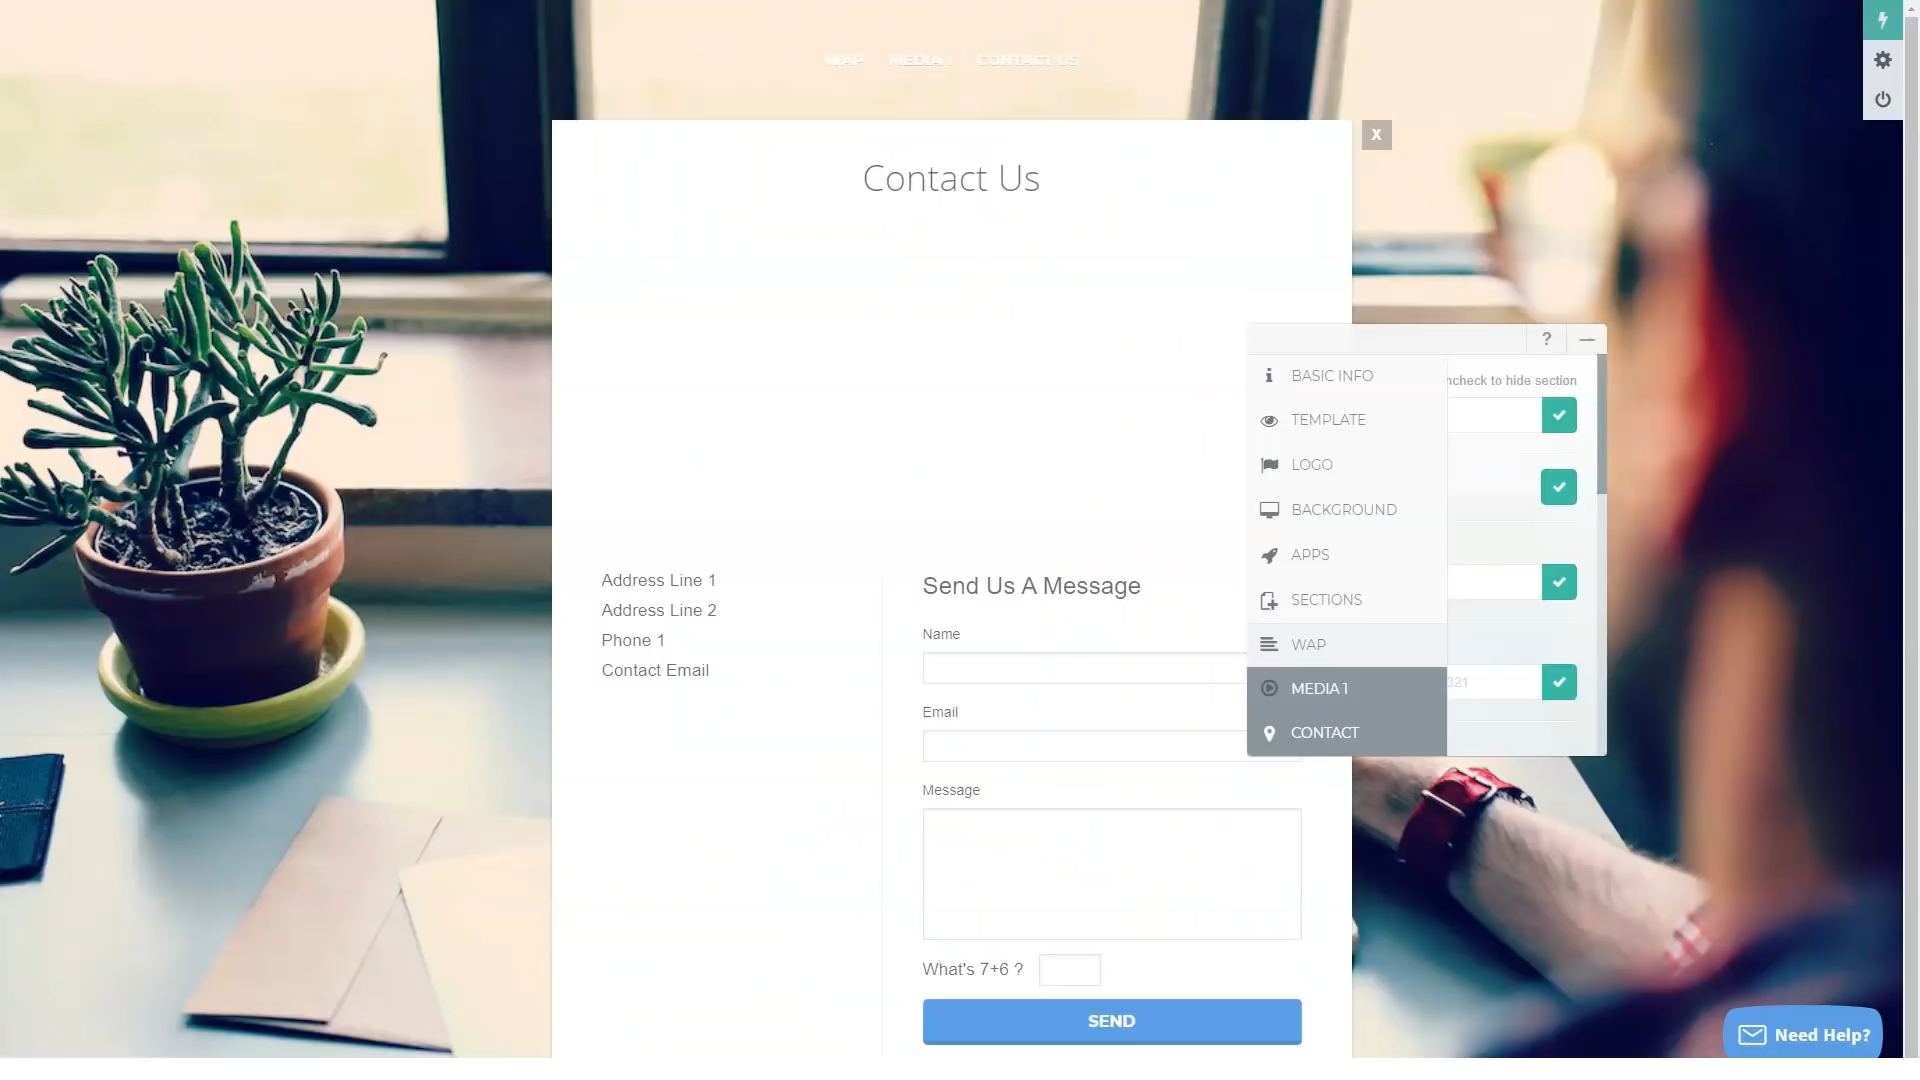 WAP MEDIA 1 CONTACT US
X
Contact Us
?
BASIC INFO
ncheck to hide section
TEMPLATE
LOGO
BACKGROUND
APPS
SECTIONS
WAP
MEDIA 1
321
CONTACT
Address Line 1
Address Line 2
Phone 1
Contact Email
Send Us A Message
Name
Email
Message
What's 7+6 ?
SEND
Need Help?